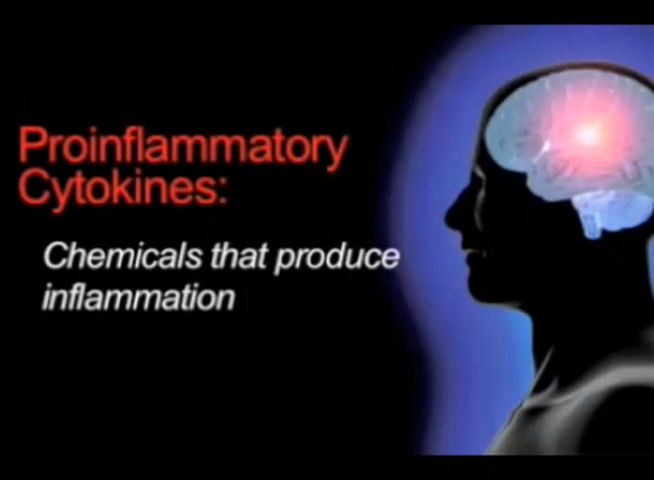 Proinflammatory
Cytokines:
Chemicals that produce
inflammation